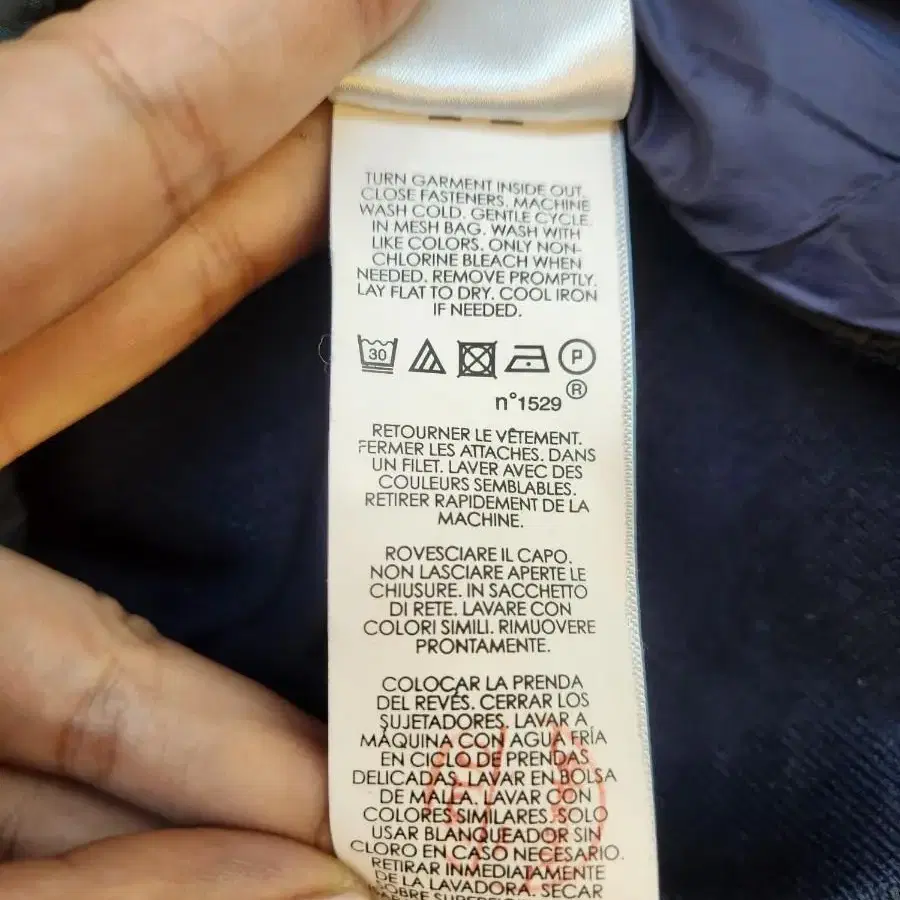 TURN GARMENT INSIDE OUT.
CLOSE FASTENERS. MACHINE
WASH COLD. GENTLE CYCLE.
IN MESH BAG. WASH WITH
LIKE COLORS. ONLY NON-
CHLORINE BLEACH WHEN
NEEDED. REMOVE PROMPTLY.
LAY FLAT TO DRY. COOL IRON
IF NEEDED.
30 P
n°1529 ®
RETOURNER LE VÊTEMENT.
FERMER LES ATTACHES. DANS
UN FILET. LAVER AVEC DES
COULEURS SEMBLABLES.
RETIRER RAPIDEMENT DE LA
MACHINE.
ROVESCIARE IL CAPO.
NON LASCIARE APERTE LE
CHIUSURE. IN SACCHETTO
DI RETE. LAVARE CON
COLORI SIMILI. RIMUOVERE
PRONTAMENTE.
COLOCAR LA PRENDA
DEL REVÉS. CERRAR LOS
SUJETADORES. LAVAR A
MÁQUINA CON AGUA FRÍA
EN CICLO DE PRENDAS
DELICADAS. LAVAR EN BOLSA
DE MALLA. LAVAR CON
COLORES SIMILARES. SOLO
USAR BLANQUEADOR SIN
CLORO EN CASO NECESARIO.
RETIRAR INMEDIATAMENTE
DE LA LAVADORA. SECAR